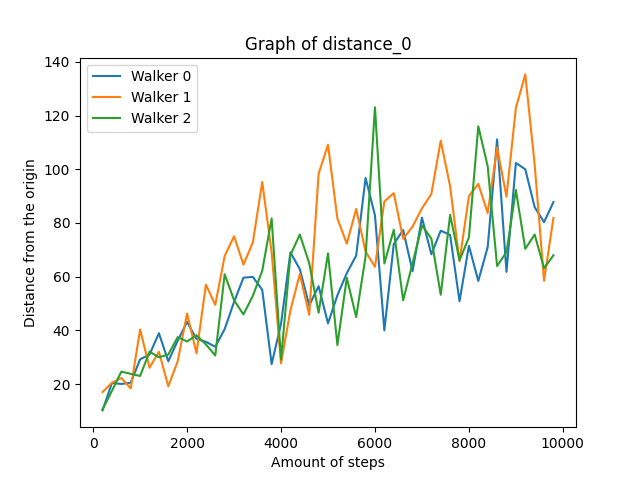 Graph of distance_0
Walker 0
Walker 1
Walker 2
Distance from the origin
140
120
100
80
60
40
20
0
2000
4000
6000
8000
10000
Amount of steps